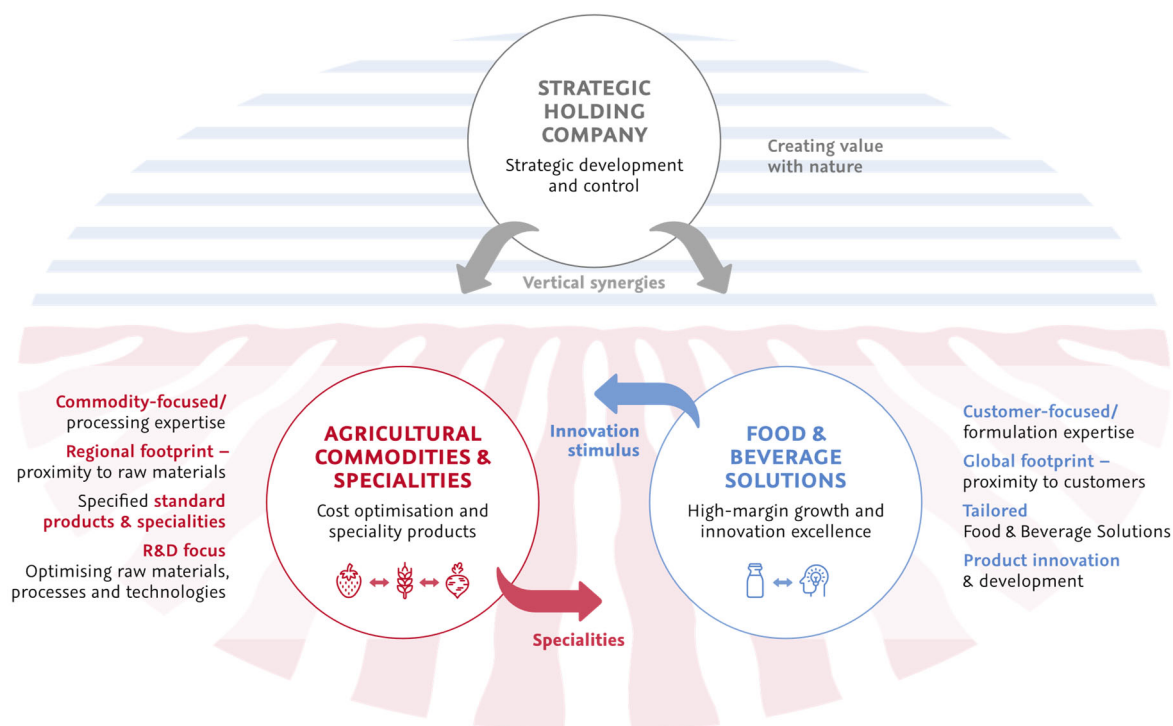 STRATEGIC
HOLDING
COMPANY
Strategic development
and control
Creating value
with nature
Vertical synergies
Commodity-focused/
processing expertise
Regional footprint –
proximity to raw materials
Specified standard
products & specialities
R&D focus
Optimising raw materials,
processes and technologies
AGRICULTURAL
COMMODITIES &
SPECIALITIES
Cost optimisation and
speciality products
Innovation
stimulus
Specialities
FOOD &
BEVERAGE
SOLUTIONS
High-margin growth and
innovation excellence
Customer-focused/
formulation expertise
Global footprint –
proximity to customers
Tailored
Food & Beverage Solutions
Product innovation
& development